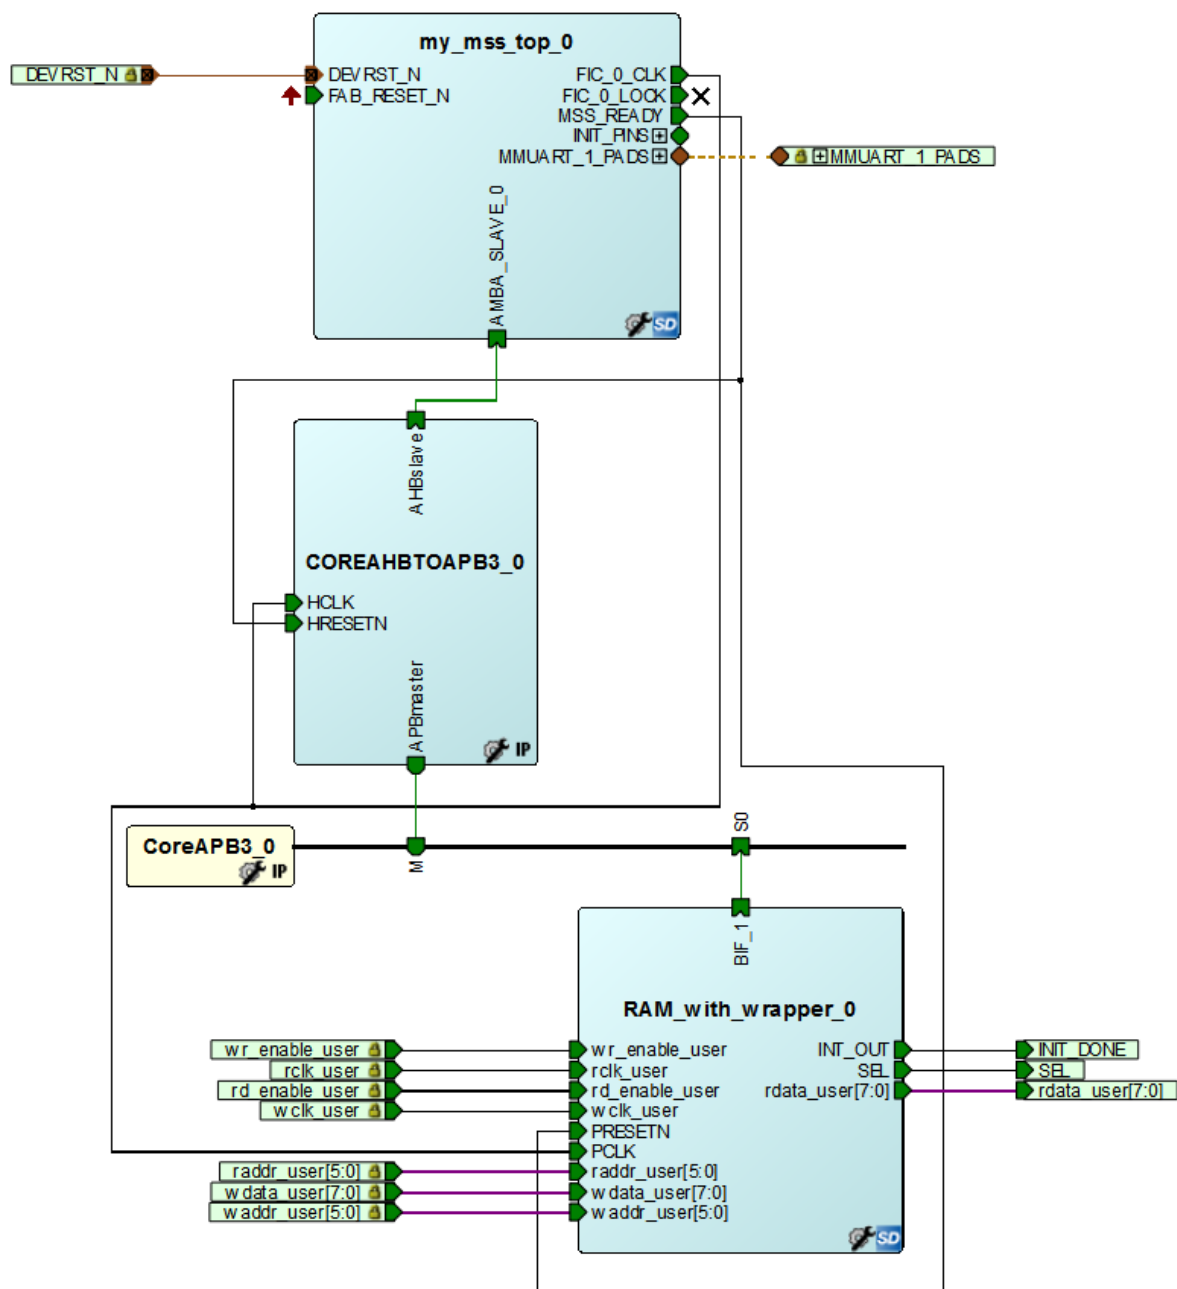 my_mss_top_0
DEVRST_N
DEVRST_N
FIC_0_CLK
FAB_RESET_N
FIC_0_LOCK
MSS_READY
INIT_PINS
MMUART_1_PADS
MMUART_1_PADS
AMBA_SLAVE_0
SD
AHBslave
COREAHBTOAPB3_0
HCLK
HRESETN
APBmaster
IP
CoreAPB3_0
IP
M
S0
BIF_1
RAM_with_wrapper_0
wr_enable_user
wr_enable_user
INT_OUT
INIT_DONE
rclk_user
rclk_user
SEL
SEL
rd_enable_user
rd_enable_user
rdata_user[7:0]
rdata_user[7:0]
wclk_user
wclk_user
PRESETN
PCLK
raddr_user[5:0]
raddr_user[5:0]
wdata_user[7:0]
wdata_user[7:0]
waddr_user[5:0]
waddr_user[5:0]
SD